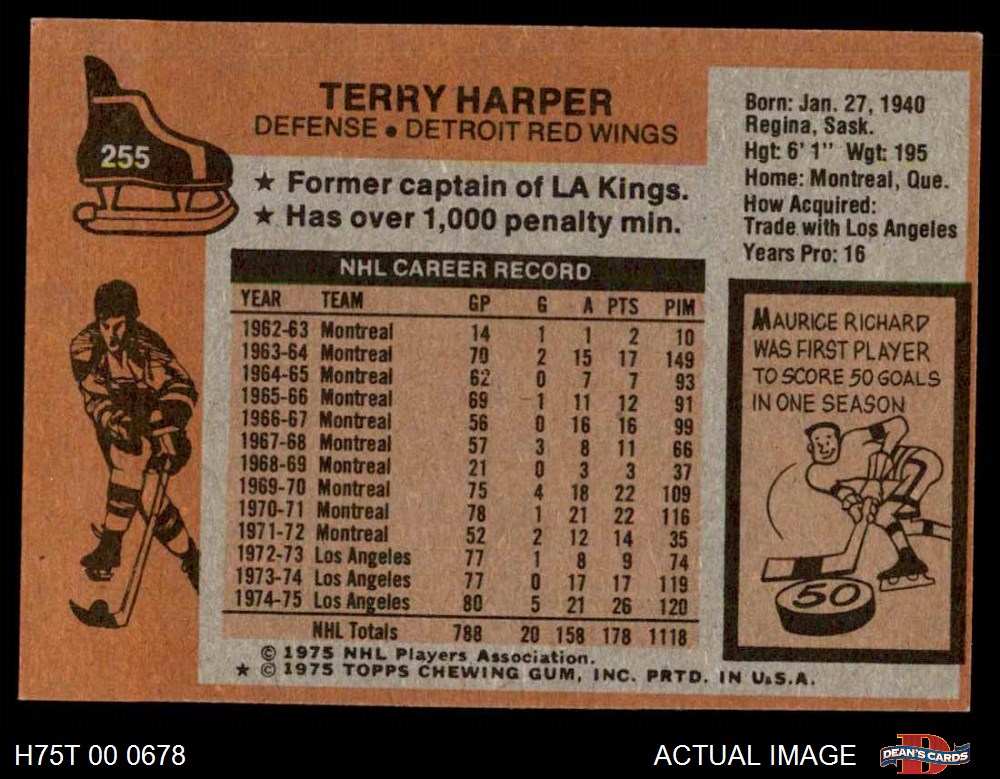 TERRY HARPER
DEFENSE • DETROIT RED WINGS
255
★ Former captain of LA Kings.
★ Has over 1,000 penalty min.
Born: Jan. 27, 1940
Regina, Sask.
Hgt: 6' 1" Wgt: 195
Home: Montreal, Que.
How Acquired:
Trade with Los Angeles
Years Pro: 16
NHL CAREER RECORD
YEAR TEAM GP G A PTS PIM
1962-63 Montreal 14 1 1 2 10
1963-64 Montreal 70 2 15 17 149
1964-65 Montreal 62 0 7 7 93
1965-66 Montreal 69 1 11 12 91
1966-67 Montreal 56 0 16 16 99
1967-68 Montreal 57 3 8 11 66
1968-69 Montreal 21 0 3 3 37
1969-70 Montreal 75 4 18 22 109
1970-71 Montreal 78 1 21 22 116
1971-72 Montreal 52 2 12 14 35
1972-73 Los Angeles 77 1 8 9 74
1973-74 Los Angeles 77 0 17 17 119
1974-75 Los Angeles 80 5 21 26 120
NHL Totals 788 20 158 178 1118
© 1975 NHL Players Association.
★ © 1975 TOPPS CHEWING GUM, INC. PRTD. IN U.S.A.
MAURICE RICHARD
WAS FIRST PLAYER
TO SCORE 50 GOALS
IN ONE SEASON
50
H75T 00 0678
ACTUAL IMAGE
DEAN'S CARDS